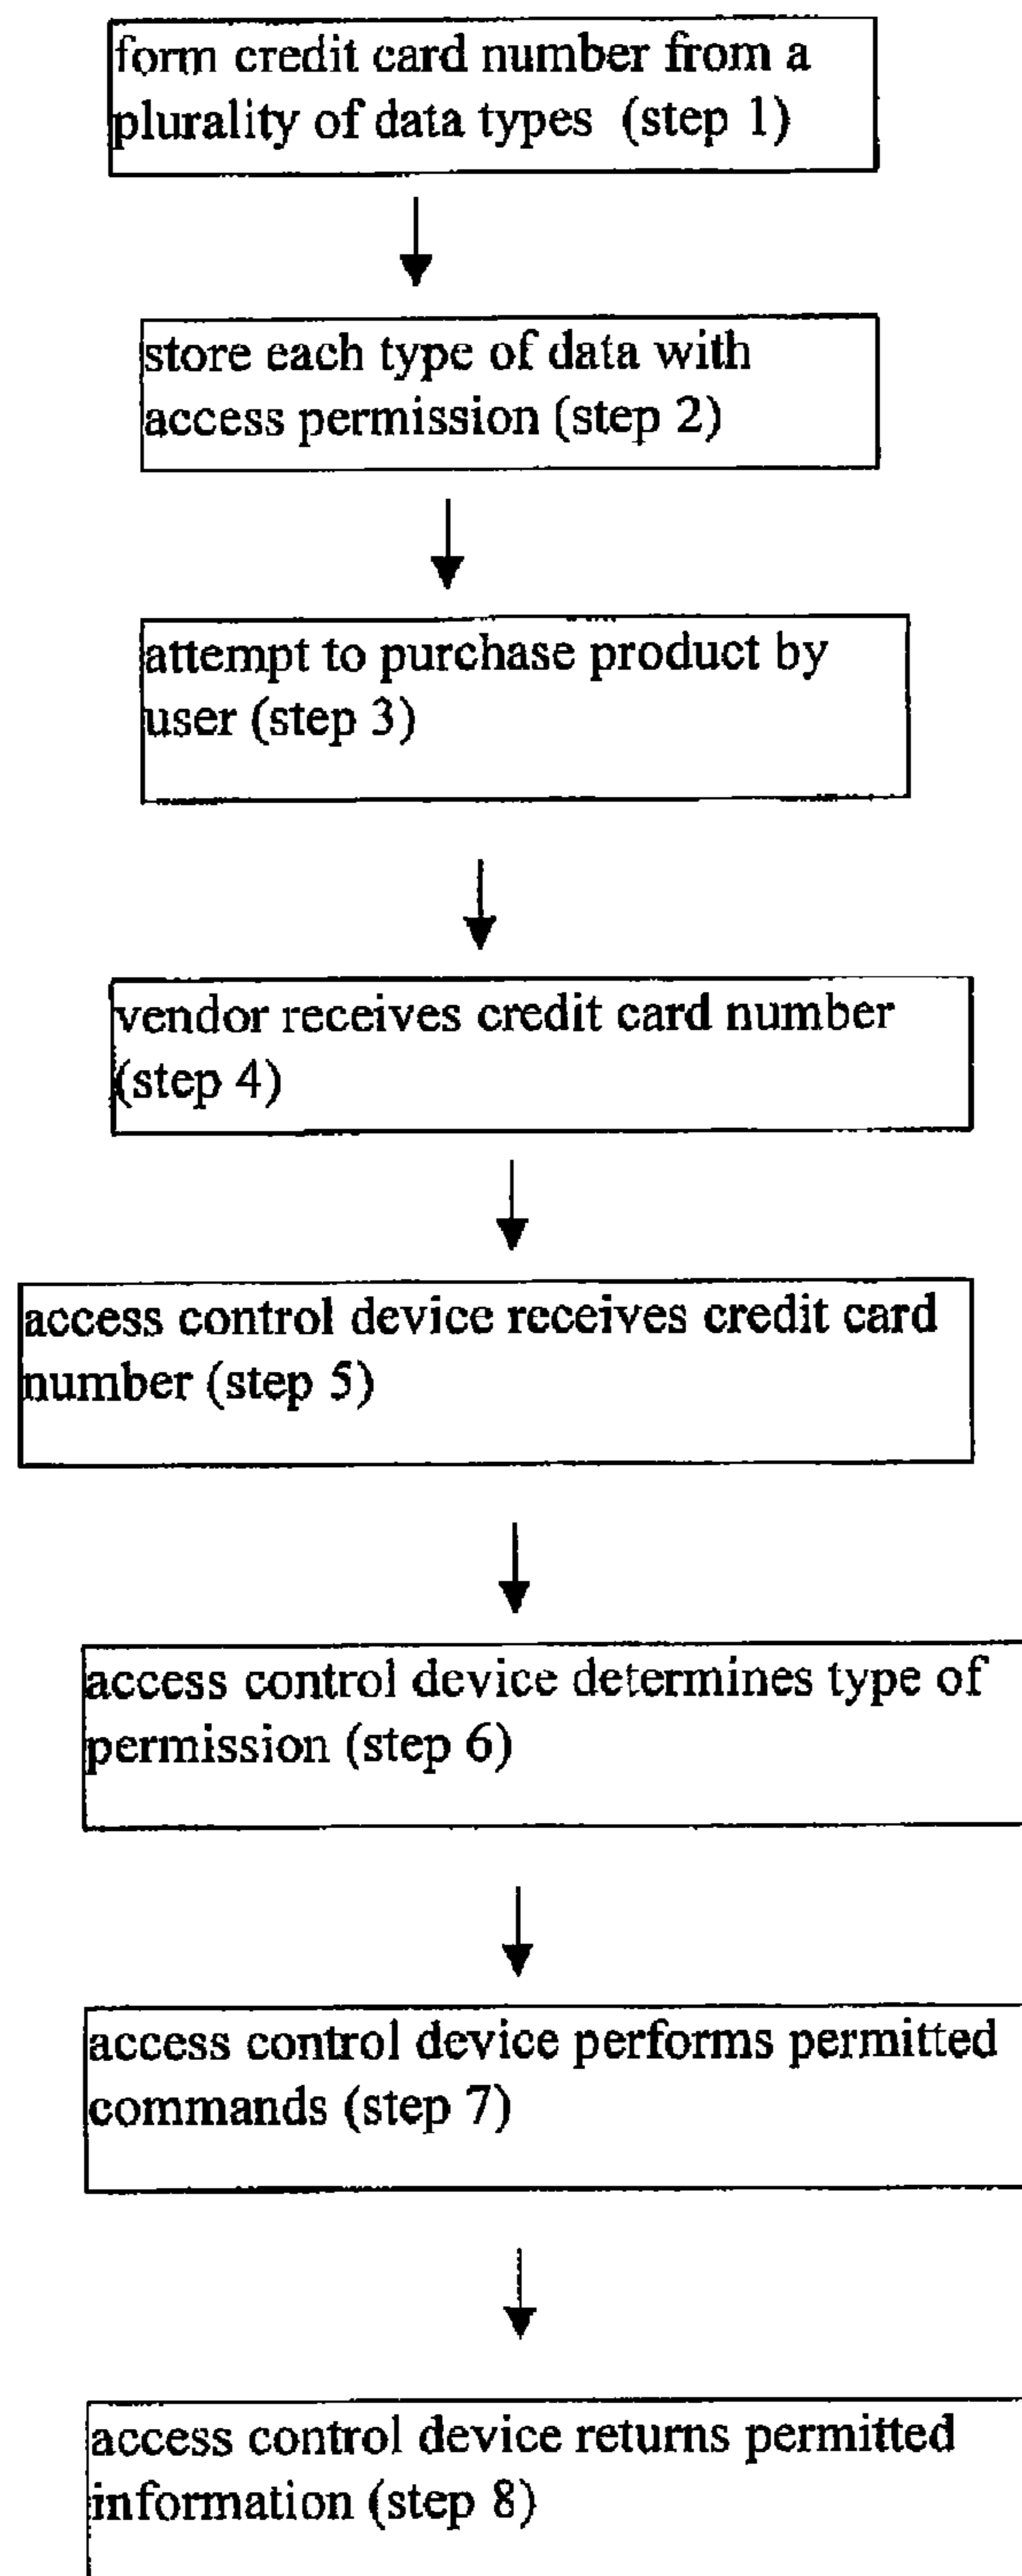 form credit card number from a
plurality of data types (step 1)
store each type of data with
access permission (step 2)
attempt to purchase product by
user (step 3)
vendor receives credit card number
(step 4)
access control device receives credit card
number (step 5)
access control device determines type of
permission (step 6)
access control device performs permitted
commands (step 7)
access control device returns permitted
information (step 8)